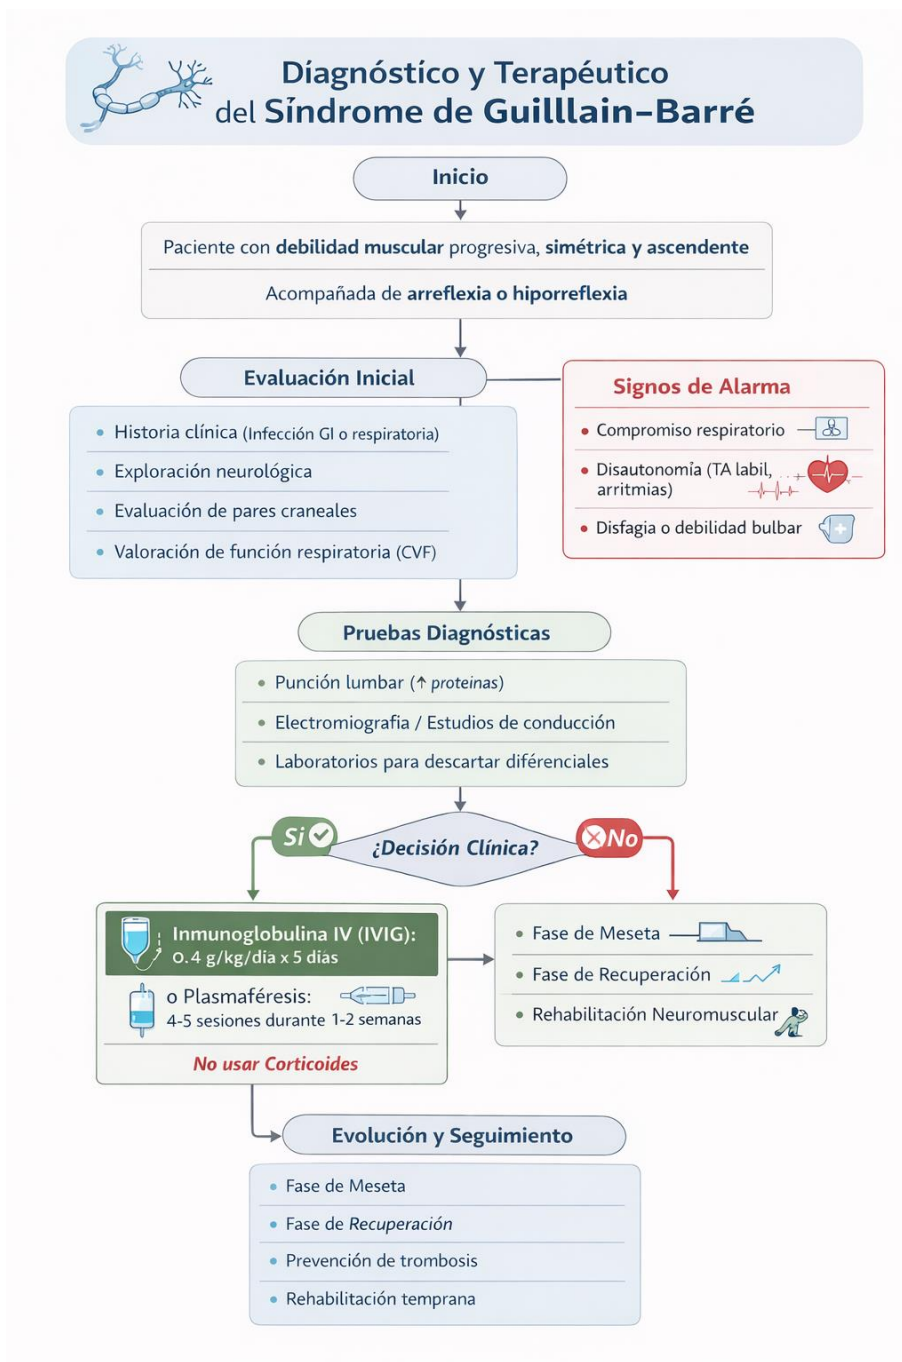 Díagnóstíco y Terapéutico
del Síndrome de Guilllain–Barré
Inicio
Paciente con debilidad muscular progresiva, simétrica y ascendente
Acompañada de arreflexia o hiporreflexia
Evaluación Inicial
• Historia clínica (Infección GI o respiratoria)
• Exploración neurológica
• Evaluación de pares craneales
• Valoración de función respiratoria (CVF)
Signos de Alarma
• Compromiso respiratorio
• Disautonomía (TA labil,
arritmias)
• Disfagia o debilidad bulbar
Pruebas Diagnósticas
• Punción lumbar (↑ proteinas)
• Electromiografia / Estudios de conducción
• Laboratorios para descartar diférenciales
¿Decisión Clínica?
Si
No
Inmunoglobulina IV (IVIG):
0.4 g/kg/dia x 5 días
o Plasmaféresis:
4-5 sesiones durante 1-2 semanas
No usar Corticoides
• Fase de Meseta
• Fase de Recuperación
• Rehabilitación Neuromuscular
Evolución y Seguimiento
• Fase de Meseta
• Fase de Recuperación
• Prevención de trombosis
• Rehabilitación temprana